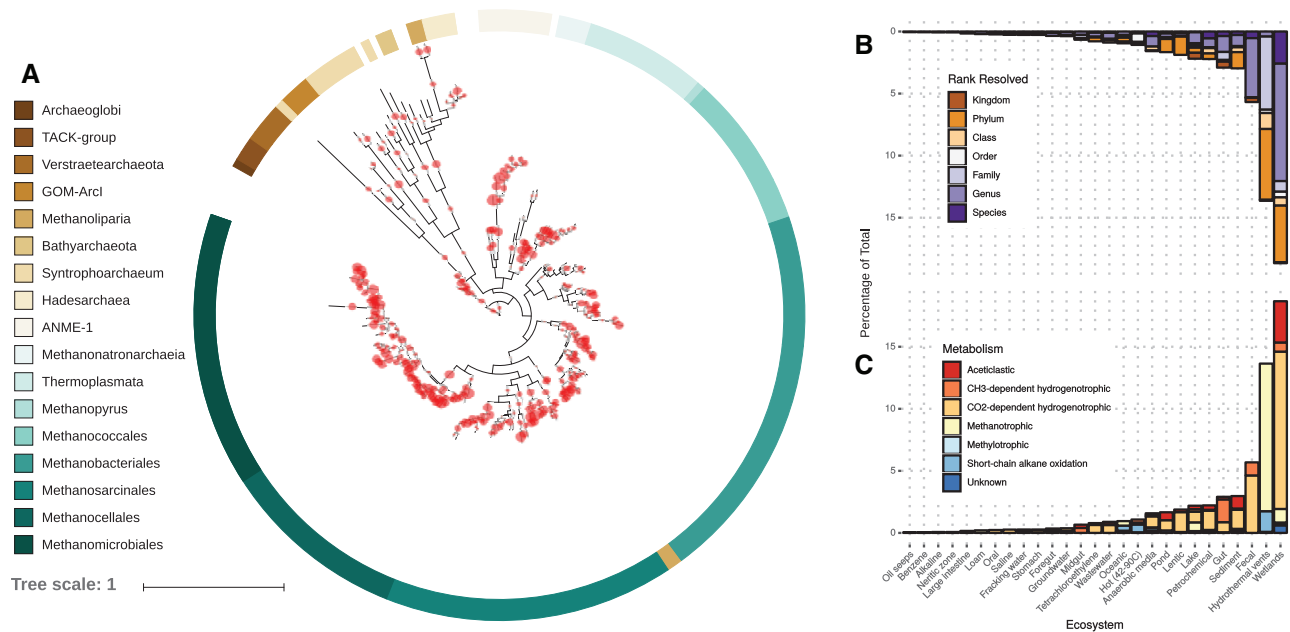 A
Archaeoglobi
TACK-group
Verstraetearchaeota
GOM-ArcI
Methanoliparia
Bathyarchaeota
Syntrophoarchaeum
Hadesarchaea
ANME-1
Methanonatronarchaeia
Thermoplasmata
Methanopyrus
Methanococcales
Methanobacteriales
Methanosarcinales
Methanocellales
Methanomicrobiales
Tree scale: 1
B
0
5
10
15
Rank Resolved
Kingdom
Phylum
Class
Order
Family
Genus
Species
Percentage of Total
C
15
10
5
0
Metabolism
Aceticlastic
CH3-dependent hydrogenotrophic
CO2-dependent hydrogenotrophic
Methanotrophic
Methylotrophic
Short-chain alkane oxidation
Unknown
Oil seeps
Benzene
Alkaline
Neritic zone
Large intestine
Loam
Oral
Saline
Fracking water
Stomach
Foregut
Groundwater
Midgut
Tetrachloroethylene
Wastewater
Oceanic
Hot (42-90C)
Anaerobic media
Pond
Lentic
Lake
Petrochemical
Gut
Sediment
Fecal
Hydrothermal vents
Wetlands
Ecosystem